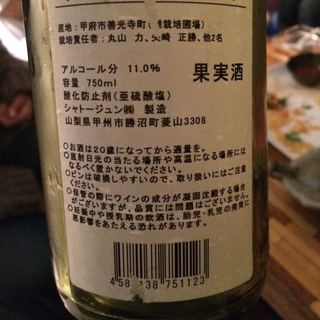 産地：甲府市善光寺町(栽培圃場)
栽培責任者：丸山 力、矢崎 正勝、他2名
アルコール分 11.0%
果実酒
容量 750ml
酸化防止剤(亜硫酸塩)
シャトージュン㈱ 製造
山梨県甲州市勝沼町菱山3308
○お酒は20歳になってから適量を。
○直射日光の当たる場所や高温になる場所には
なるべく置かないでください。
○ビンは破損しやすいので、取り扱いにはご注意
ください。
○保管の際にワインの成分が凝固沈殿する場合
がございますが、品質には問題はございません。
○妊娠中や授乳期の飲酒は、胎児・乳児の発育に
悪影響をあたえる恐れがあります。
138 751123